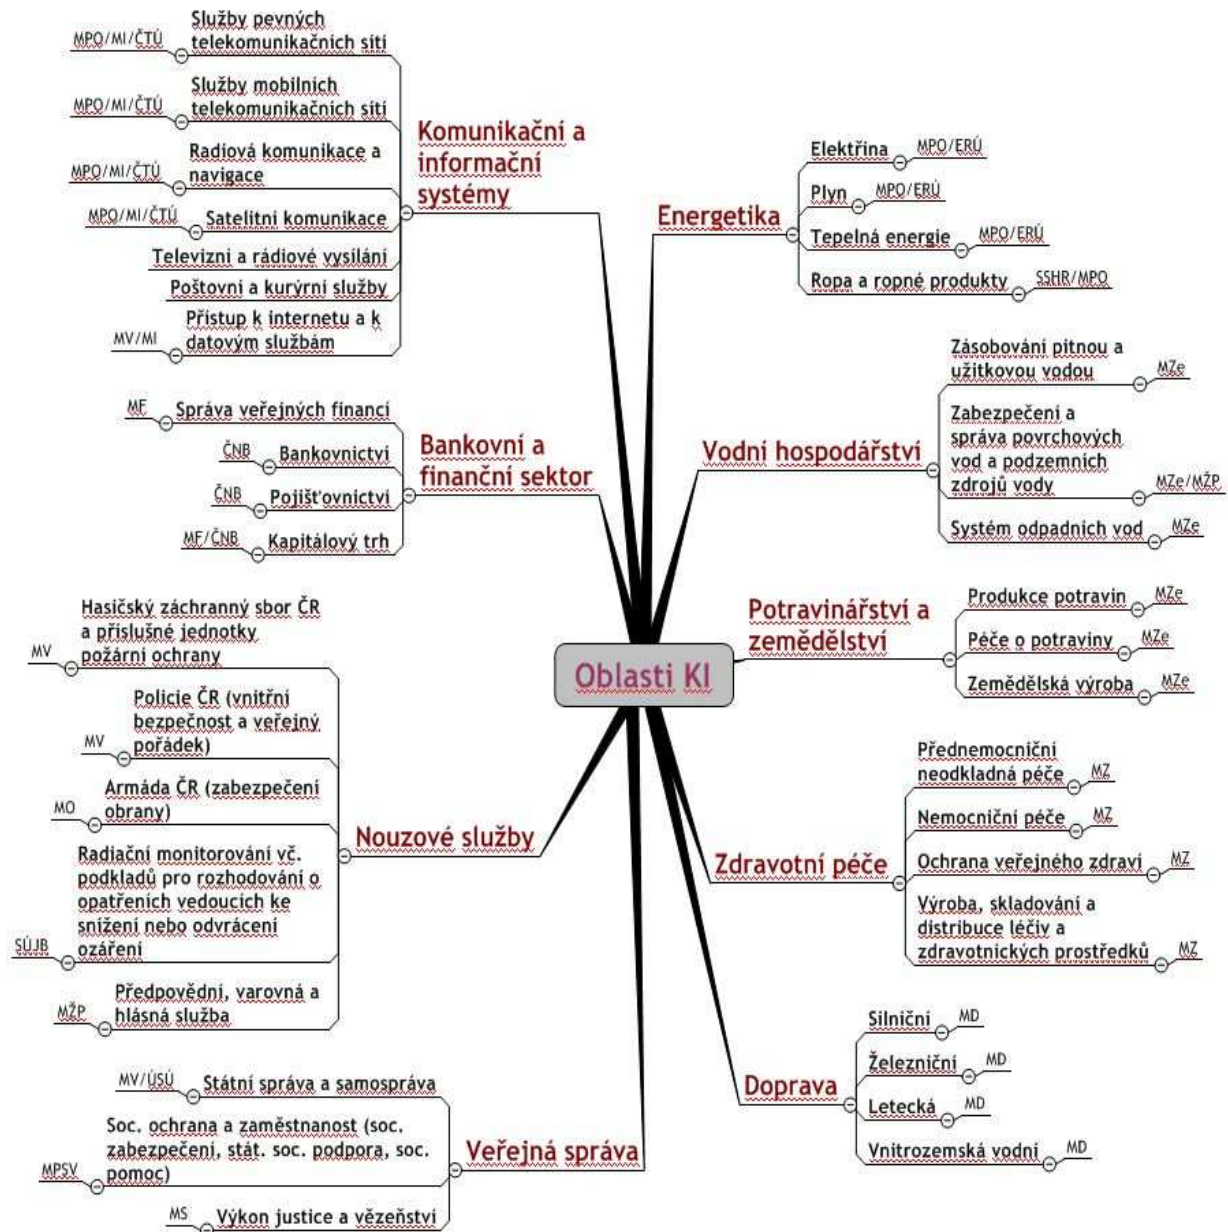 Oblasti KI
Komunikační a
informační
systémy
Služby pevných
telekomunikačních sítí
MPO/MI/ČTÚ
Služby mobilních
telekomunikačních sítí
MPO/MI/ČTÚ
Radiová komunikace a
navigace
MPO/MI/ČTÚ
Satelitní komunikace
MPO/MI/ČTÚ
Televizní a rádiové vysílání
Poštovní a kurýrní služby
Přístup k internetu a k
datovým službám
MV/MI
Bankovní a
finanční sektor
Správa veřejných financí
MF
Bankovnictví
ČNB
Pojišťovnictví
ČNB
Kapitálový trh
MF/ČNB
Nouzové služby
Hasičský záchranný sbor ČR
a příslušné jednotky
požární ochrany
MV
Policie ČR (vnitřní
bezpečnost a veřejný
pořádek)
MV
Armáda ČR (zabezpečení
obrany)
MO
Radiační monitorování vč.
podkladů pro rozhodování o
opatřeních vedoucích ke
snížení nebo odvrácení
ozáření
SÚJB
Předpovědní, varovná a
hlásná služba
MŽP
Veřejná správa
Státní správa a samospráva
MV/ÚSÚ
Soc. ochrana a zaměstnanost (soc.
zabezpečení, stát. soc. podpora, soc.
pomoc)
MPSV
Výkon justice a vězeňství
MS
Energetika
Elektřina
MPO/ERÚ
Plyn
MPO/ERÚ
Tepelná energie
MPO/ERÚ
Ropa a ropné produkty
SSHR/MPO
Vodní hospodářství
Zásobování pitnou a
užitkovou vodou
MZe
Zabezpečení a
správa povrchových
vod a podzemních
zdrojů vody
MZe/MŽP
Systém odpadních vod
MZe
Potravinářství a
zemědělství
Produkce potravin
MZe
Péče o potraviny
MZe
Zemědělská výroba
MZe
Zdravotní péče
Přednemocniční
neodkladná péče
MZ
Nemocniční péče
MZ
Ochrana veřejného zdraví
MZ
Výroba, skladování a
distribuce léčiv a
zdravotnických prostředků
MZ
Doprava
Silniční
MD
Železniční
MD
Letecká
MD
Vnitrozemská vodní
MD